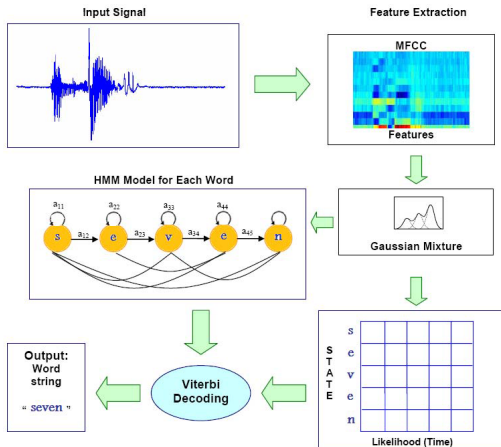 Input Signal
Feature Extraction
MFCC
Features
HMM Model for Each Word
a11 a22 a33 a44
s a12 e a23 v a34 e a45 n
Gaussian Mixture
Output:
Word
string
“ seven ”
Viterbi
Decoding
STATE
s
e
v
e
n
Likelihood (Time)